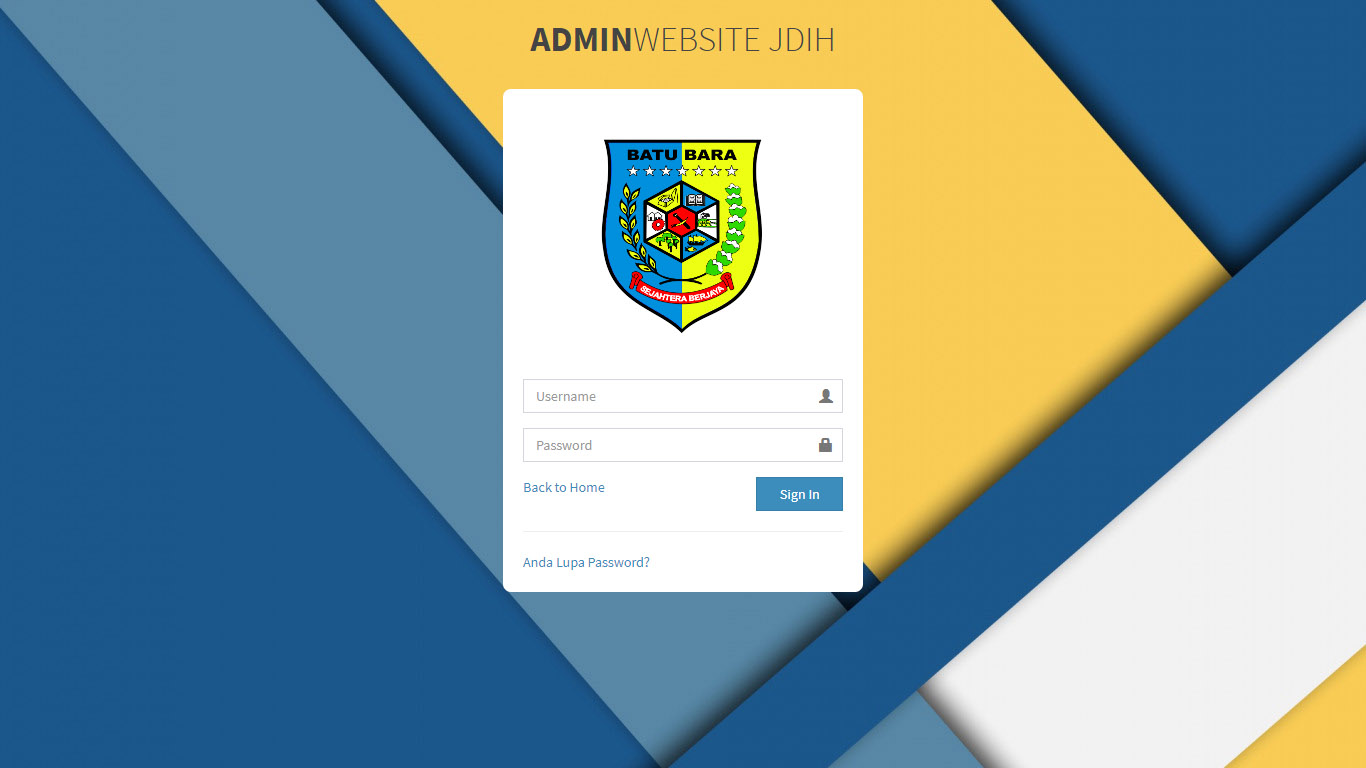 ADMINWEBSITE JDIH
BATU BARA
SEJAHTERA BERJAYA
Username
Password
Back to Home
Sign In
Anda Lupa Password?